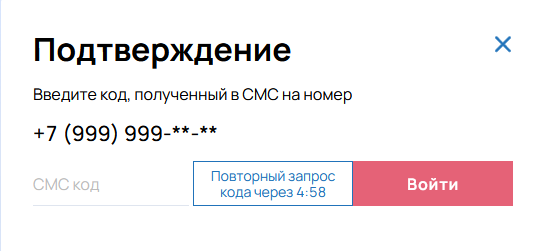 Подтверждение
Введите код, полученный в СМС на номер
+7 (999) 999-**-**
СМС код
Повторный запрос
кода через 4:58
Войти